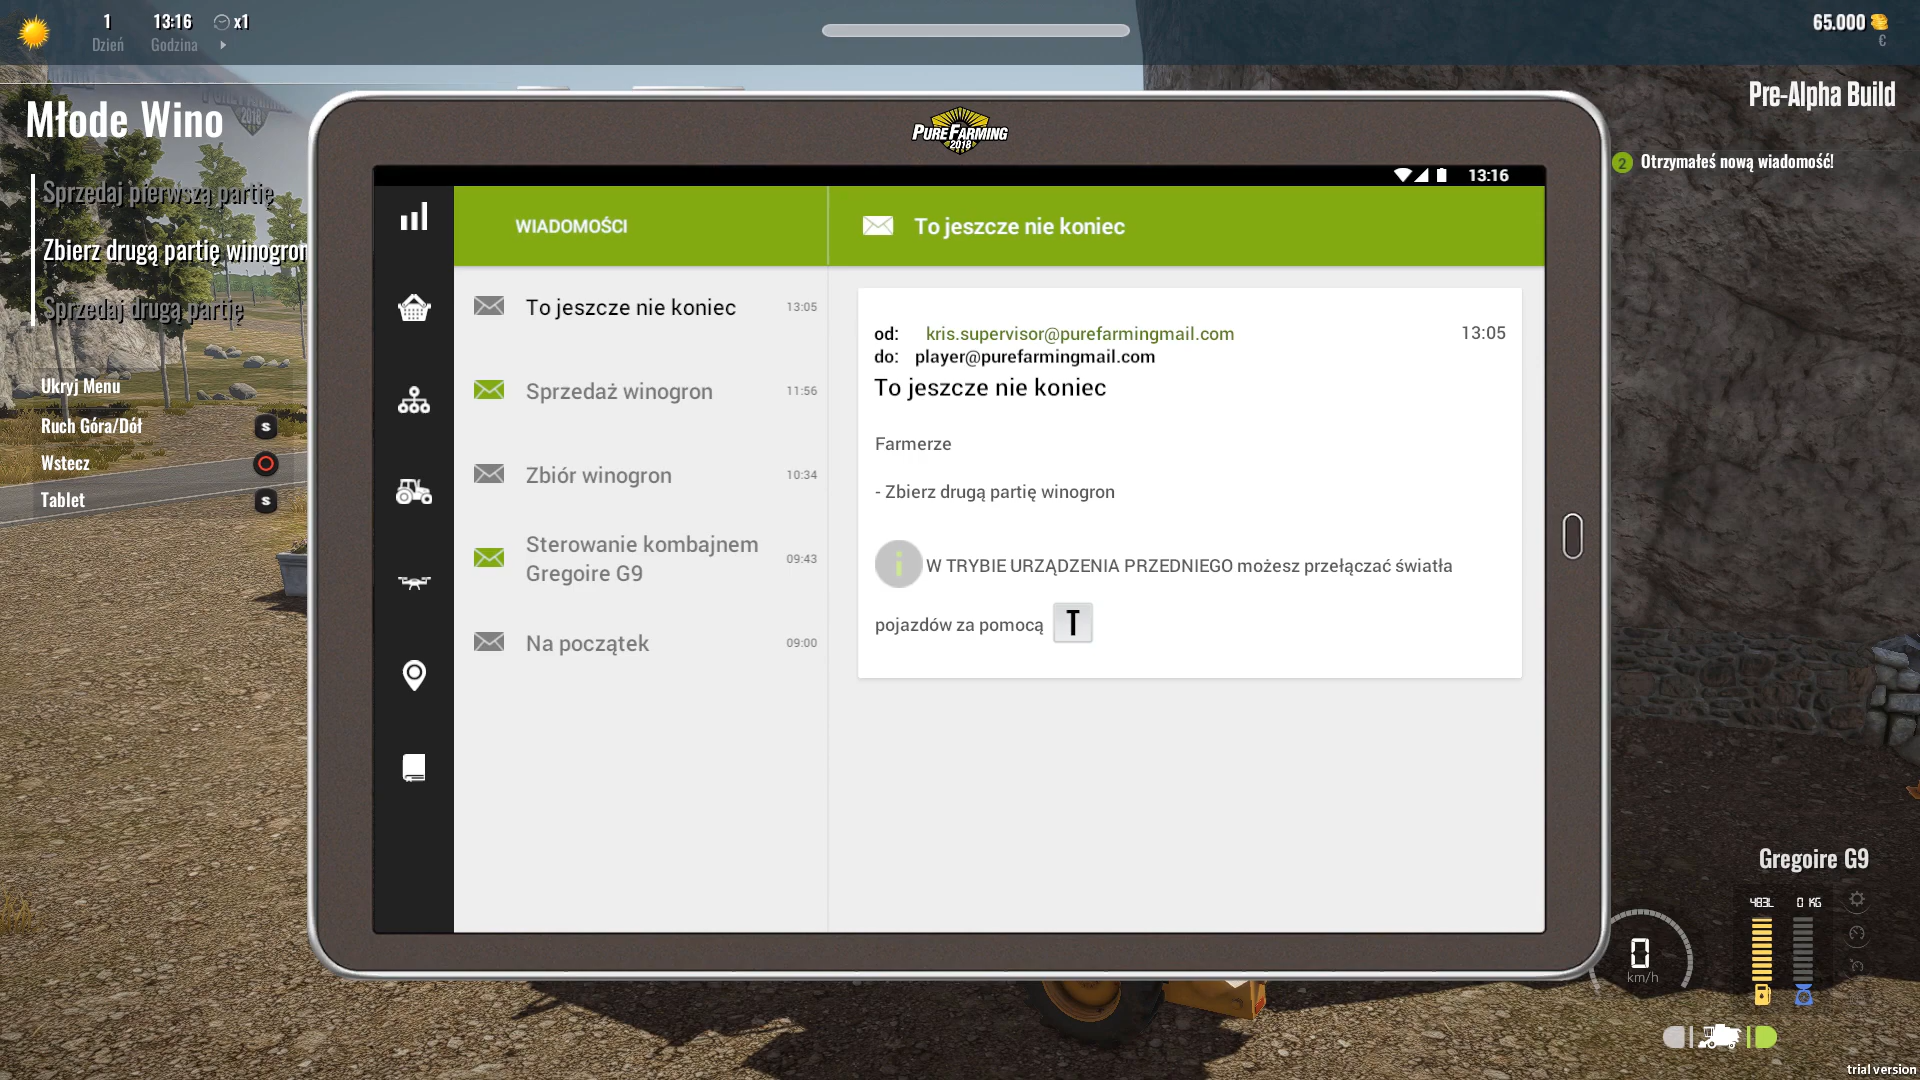 1
Dzień
13:16
Godzina
x1
65.000
€
Pre-Alpha Build
2 Otrzymałeś nową wiadomość!
Młode Wino
Sprzedaj pierwszą partię
Zbierz drugą partię winogron
Sprzedaj drugą partię
Ukryj Menu
Ruch Góra/Dół S
Wstecz
Tablet S
PURE FARMING
2018
13:16
WIADOMOŚCI
To jeszcze nie koniec
To jeszcze nie koniec 13:05
Sprzedaż winogron 11:56
Zbiór winogron 10:34
Sterowanie kombajnem
Gregoire G9 09:43
Na początek 09:00
od: kris.supervisor@purefarmingmail.com 13:05
do: player@purefarmingmail.com
To jeszcze nie koniec
Farmerze
- Zbierz drugą partię winogron
i W TRYBIE URZĄDZENIA PRZEDNIEGO możesz przełączać światła
pojazdów za pomocą T
Gregoire G9
483L 0 KG
0
km/h
trial version